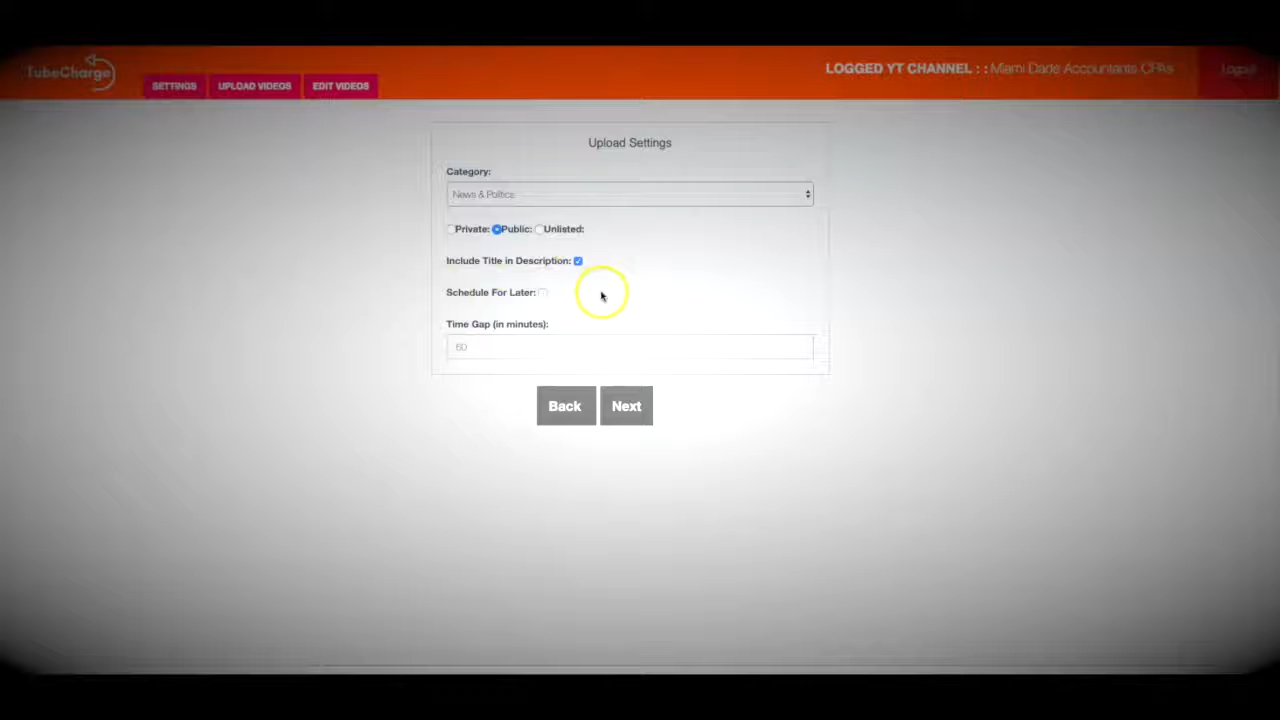 TubeCharge
SETTINGS
UPLOAD VIDEOS
EDIT VIDEOS
LOGGED YT CHANNEL : : Miami Dade Accountants CPAs
Logout
Upload Settings
Category:
News & Politics
Private: Public: Unlisted:
Include Title in Description:
Schedule For Later:
Time Gap (in minutes):
60
Back
Next